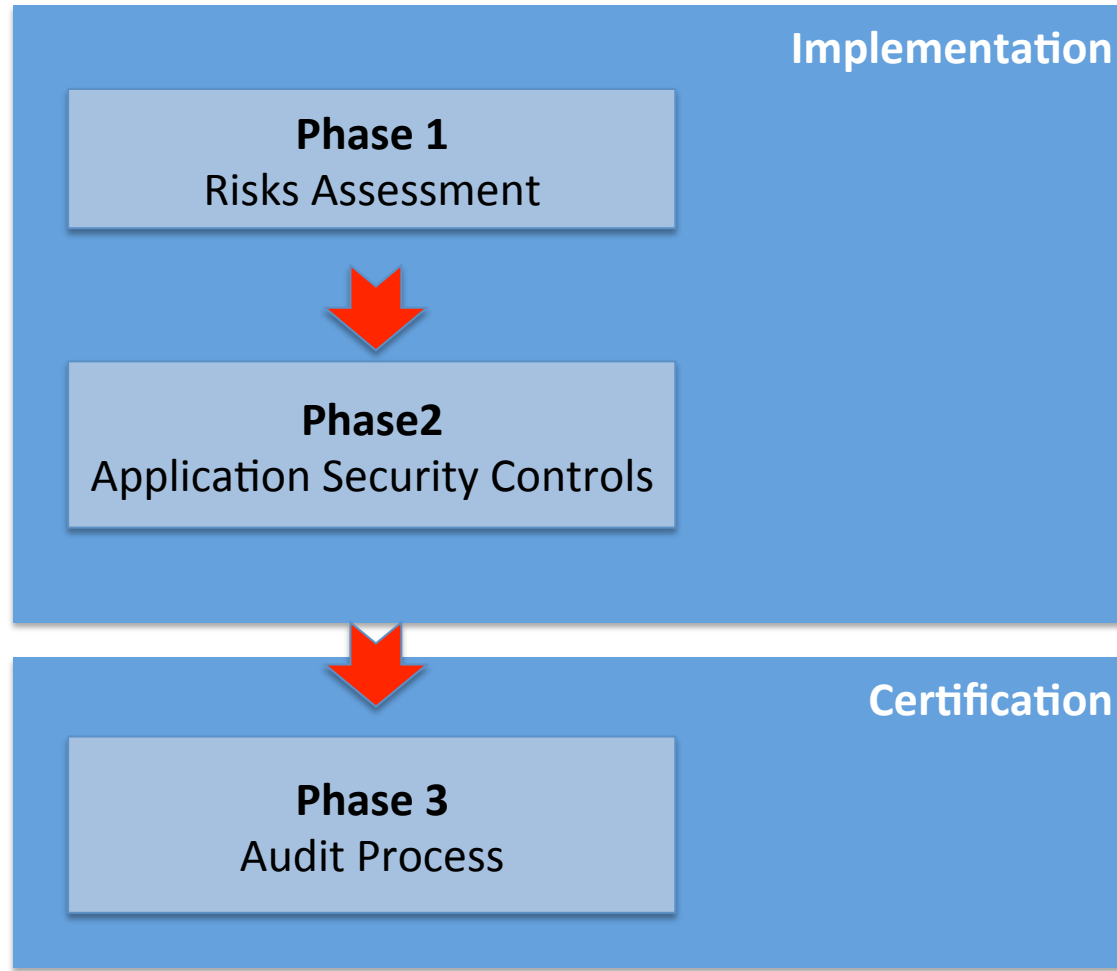 Implementation
Phase 1
Risks Assessment
Phase2
Application Security Controls
Certification
Phase 3
Audit Process